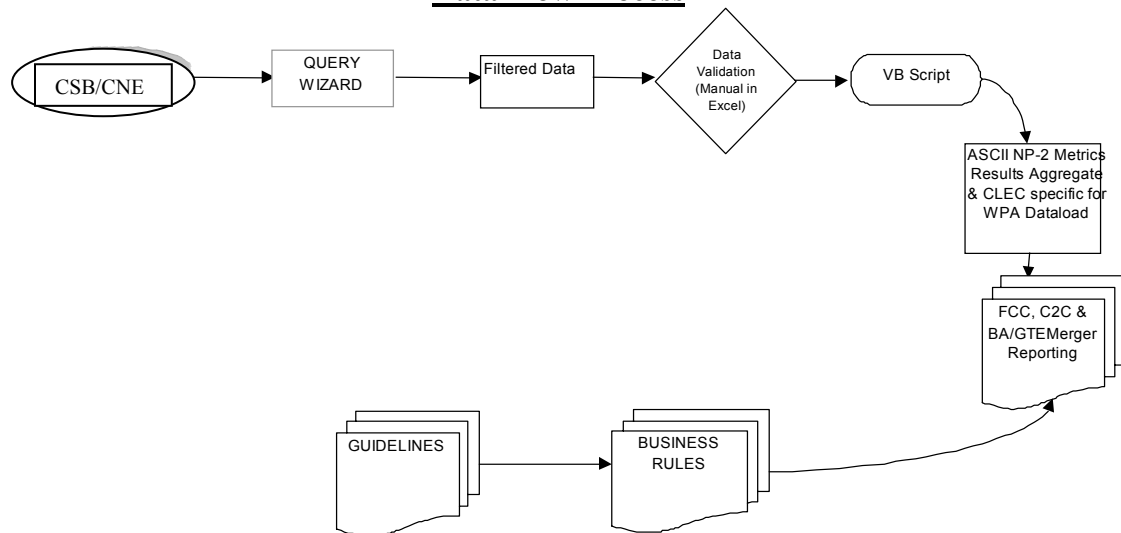 CSB/CNE
QUERY
WIZARD
Filtered Data
Data
Validation
(Manual in
Excel)
VB Script
ASCII NP-2 Metrics
Results Aggregate
& CLEC specific for
WPA Dataload
FCC, C2C &
BA/GTEMerger
Reporting
GUIDELINES
BUSINESS
RULES